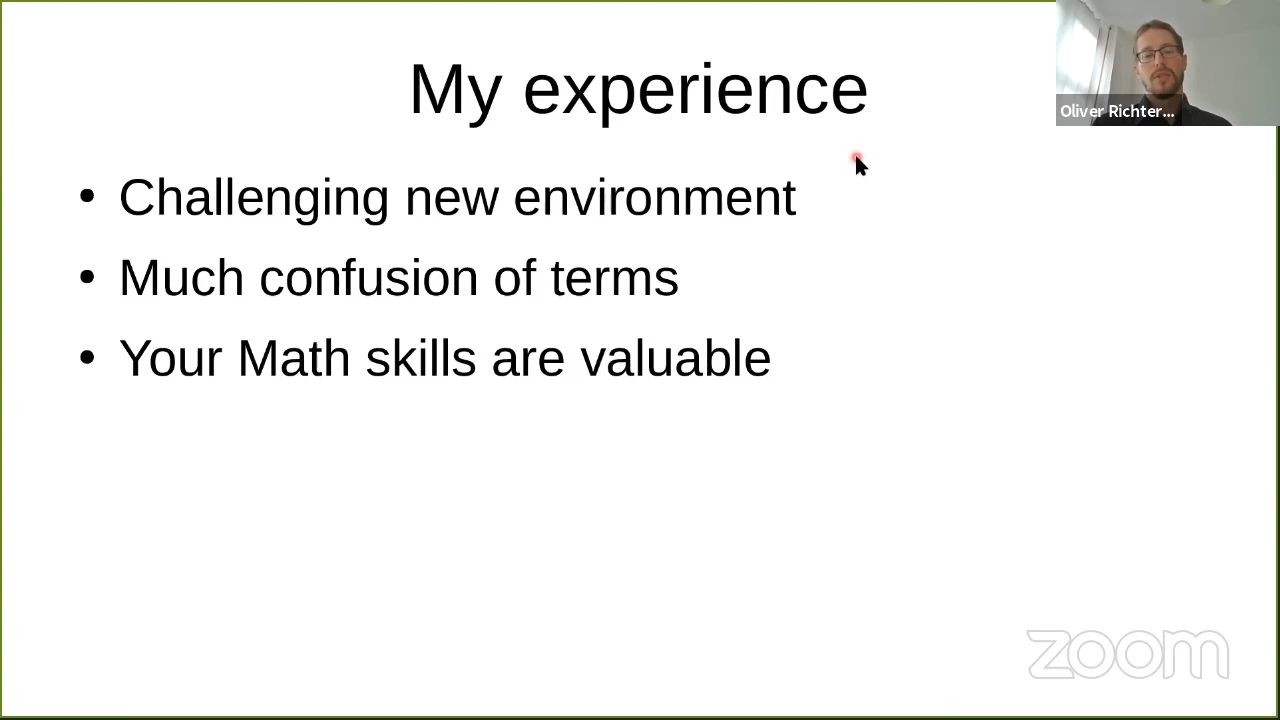 My experience
Oliver Richter...
• Challenging new environment
• Much confusion of terms
• Your Math skills are valuable
zoom